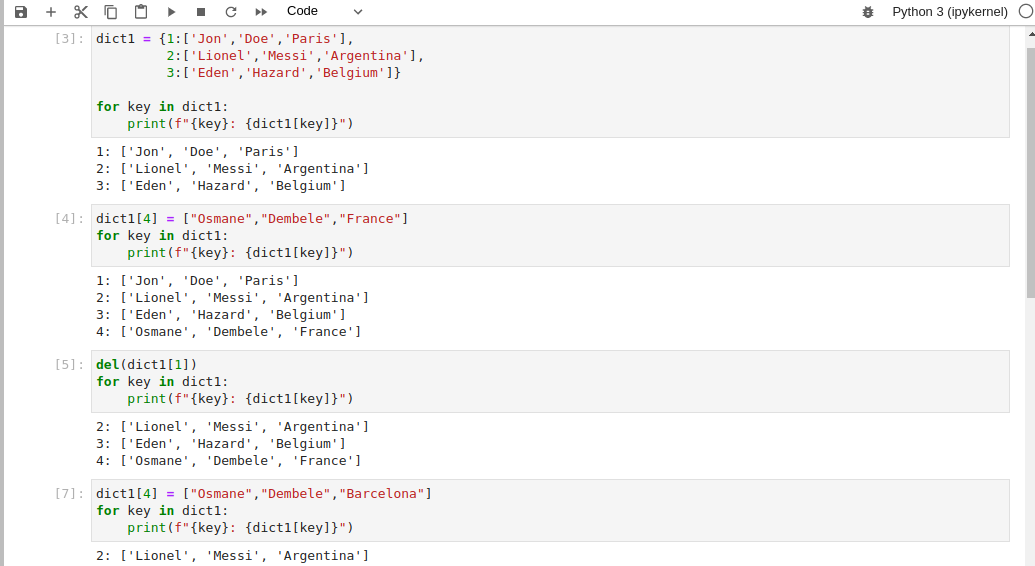 Code
Python 3 (ipykernel)
[3]: dict1 = {1:['Jon','Doe','Paris'],
         2:['Lionel','Messi','Argentina'],
         3:['Eden','Hazard','Belgium']}
for key in dict1:
    print(f"{key}: {dict1[key]}")
1: ['Jon', 'Doe', 'Paris']
2: ['Lionel', 'Messi', 'Argentina']
3: ['Eden', 'Hazard', 'Belgium']
[4]: dict1[4] = ["Osmane","Dembele","France"]
for key in dict1:
    print(f"{key}: {dict1[key]}")
1: ['Jon', 'Doe', 'Paris']
2: ['Lionel', 'Messi', 'Argentina']
3: ['Eden', 'Hazard', 'Belgium']
4: ['Osmane', 'Dembele', 'France']
[5]: del(dict1[1])
for key in dict1:
    print(f"{key}: {dict1[key]}")
2: ['Lionel', 'Messi', 'Argentina']
3: ['Eden', 'Hazard', 'Belgium']
4: ['Osmane', 'Dembele', 'France']
[7]: dict1[4] = ["Osmane","Dembele","Barcelona"]
for key in dict1:
    print(f"{key}: {dict1[key]}")
2: ['Lionel', 'Messi', 'Argentina']